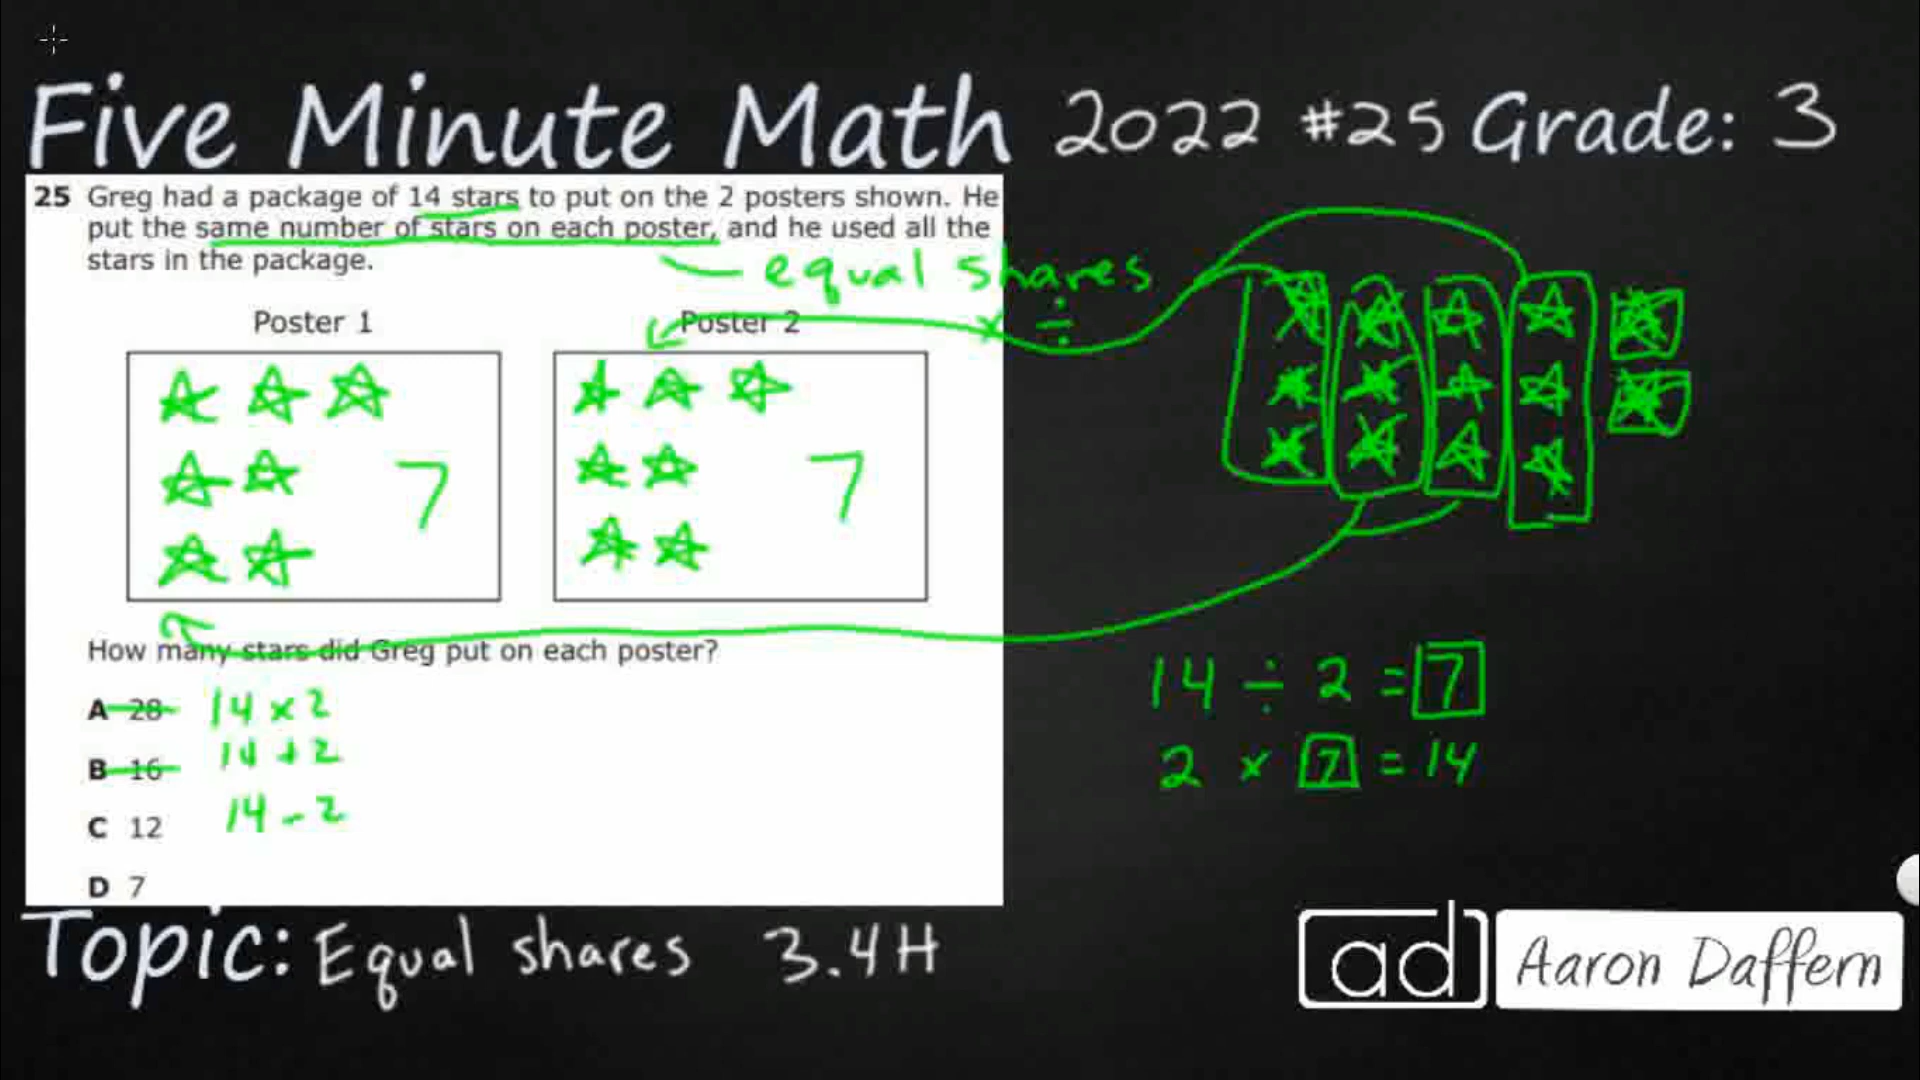 Five Minute Math 2022 #25 Grade: 3
25 Greg had a package of 14 stars to put on the 2 posters shown. He
put the same number of stars on each poster, and he used all the
stars in the package.
equal shares
x ÷
Poster 1 Poster 2
7 7
How many stars did Greg put on each poster?
A 28 14 x 2
B 16 14 + 2
C 12 14 - 2
D 7
14 ÷ 2 = 7
2 x 7 = 14
Topic: Equal shares 3.4H
ad Aaron Daffern